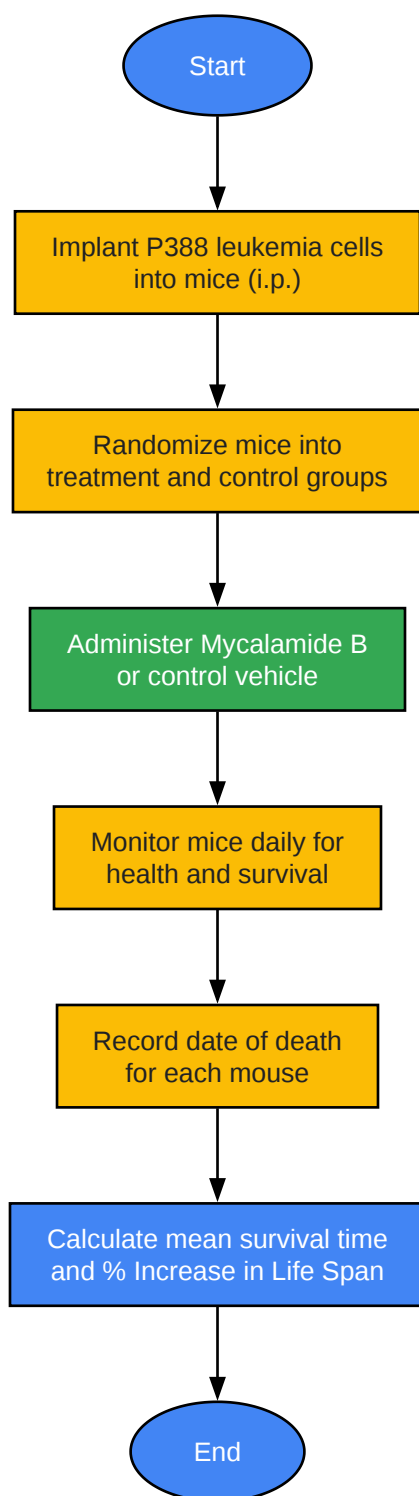 Start
Implant P388 leukemia cells
into mice (i.p.)
Randomize mice into
treatment and control groups
Administer Mycalamide B
or control vehicle
Monitor mice daily for
health and survival
Record date of death
for each mouse
Calculate mean survival time
and % Increase in Life Span
End